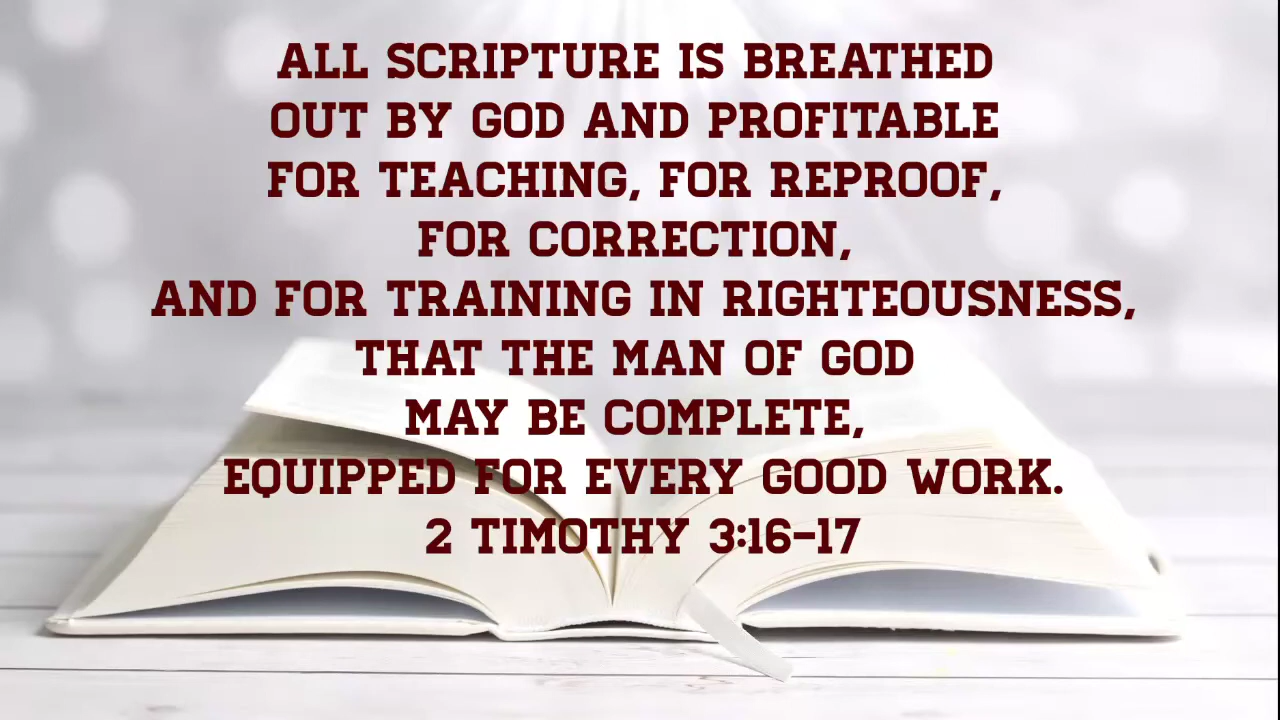 ALL SCRIPTURE IS BREATHED
OUT BY GOD AND PROFITABLE
FOR TEACHING, FOR REPROOF,
FOR CORRECTION,
AND FOR TRAINING IN RIGHTEOUSNESS,
THAT THE MAN OF GOD
MAY BE COMPLETE,
EQUIPPED FOR EVERY GOOD WORK.
2 TIMOTHY 3:16-17